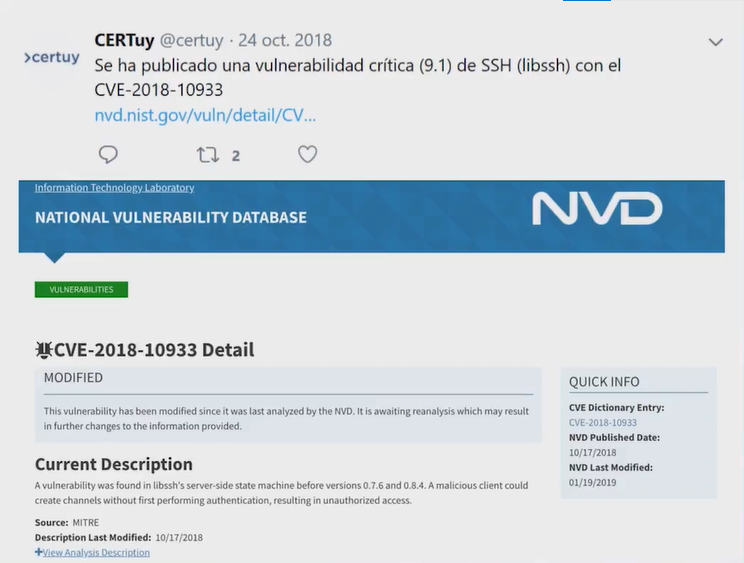 CERTuy @certuy · 24 oct. 2018
>certuy
Se ha publicado una vulnerabilidad crítica (9.1) de SSH (libssh) con el
CVE-2018-10933
nvd.nist.gov/vuln/detail/CV...
2
Information Technology Laboratory
NATIONAL VULNERABILITY DATABASE
NVD
VULNERABILITIES
CVE-2018-10933 Detail
MODIFIED
This vulnerability has been modified since it was last analyzed by the NVD. It is awaiting reanalysis which may result
in further changes to the information provided.
Current Description
A vulnerability was found in libssh's server-side state machine before versions 0.7.6 and 0.8.4. A malicious client could
create channels without first performing authentication, resulting in unauthorized access.
Source: MITRE
Description Last Modified: 10/17/2018
+View Analysis Description
QUICK INFO
CVE Dictionary Entry:
CVE-2018-10933
NVD Published Date:
10/17/2018
NVD Last Modified:
01/19/2019